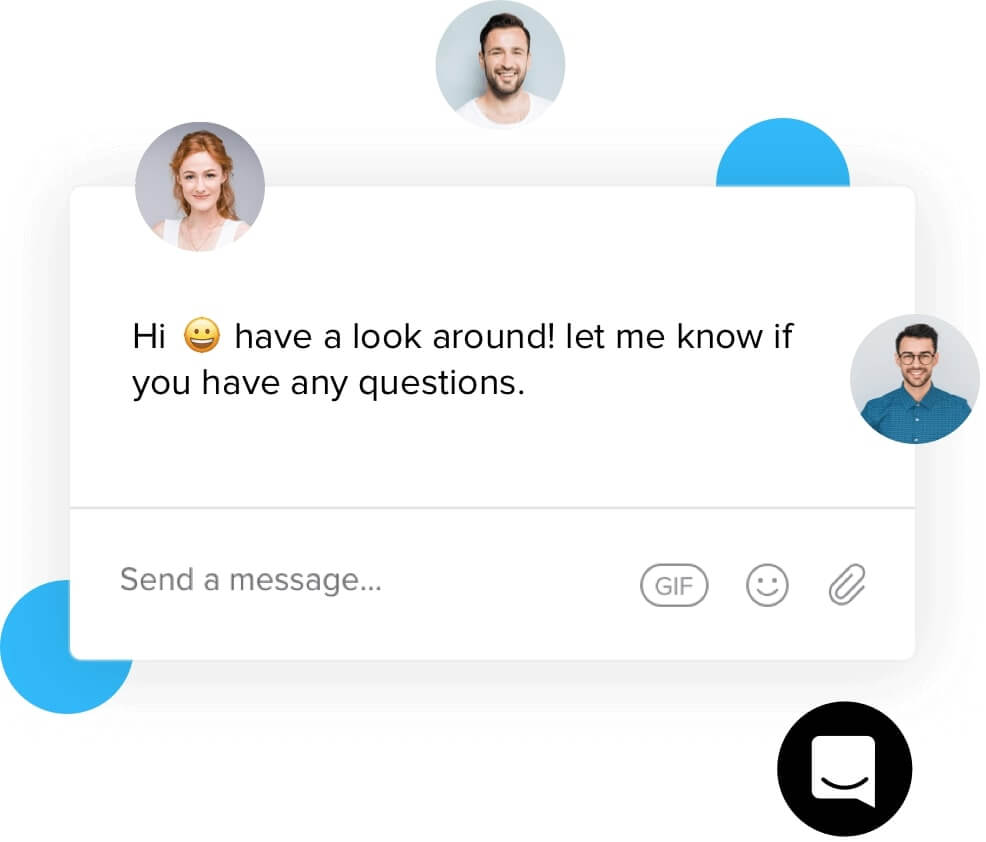 Hi 😀 have a look around! let me know if
you have any questions.
Send a message...
GIF